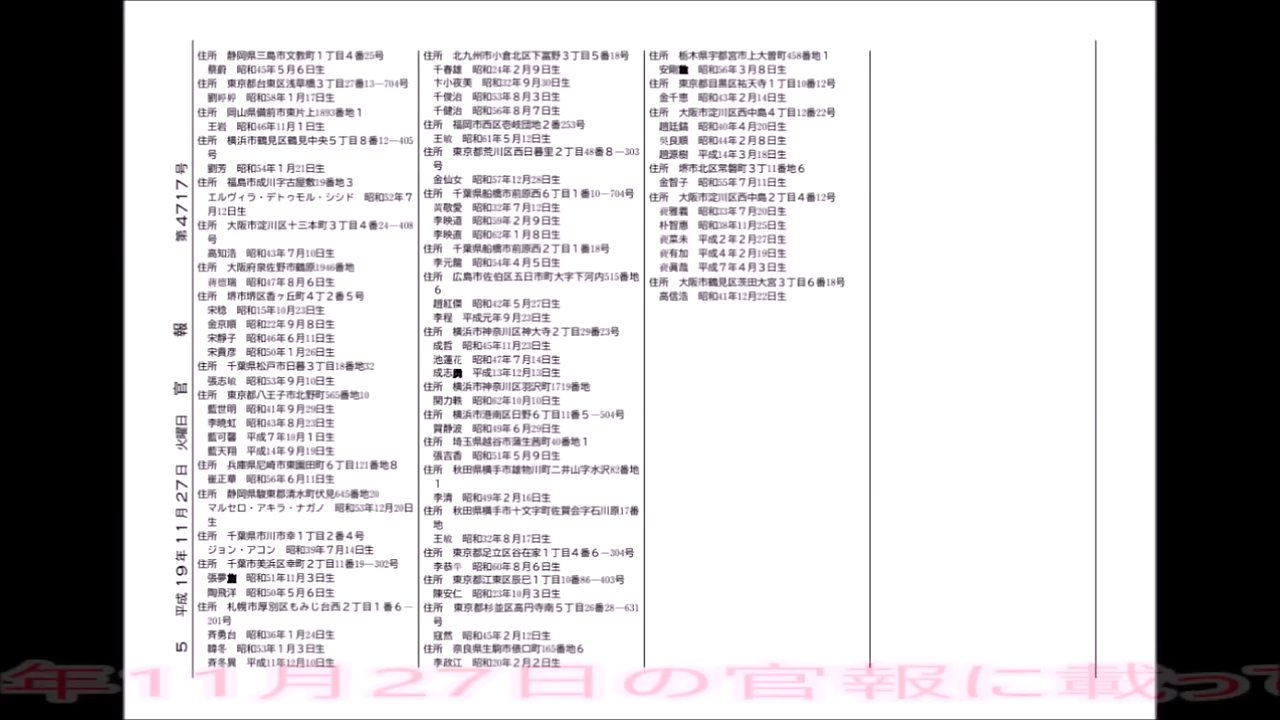 5 平成19年11月27日 火曜日 官 報 第4717号
住所 静岡県三島市文教町1丁目4番25号
蔡蔚 昭和45年5月6日生
住所 東京都台東区浅草橋3丁目27番13―704号
劉婷婷 昭和58年1月17日生
住所 岡山県備前市東片上1893番地1
王岩 昭和46年11月1日生
住所 横浜市鶴見区鶴見中央5丁目8番12―405
号
劉芳 昭和54年1月21日生
住所 福島市成川字古屋敷19番地3
エルヴィラ・デトゥモル・シシド 昭和52年7
月12日生
住所 大阪市淀川区十三本町3丁目4番24―408
号
高知浩 昭和43年7月10日生
住所 大阪府泉佐野市鶴原1946番地
蒋徳瑞 昭和47年8月6日生
住所 堺市堺区香ヶ丘町4丁2番5号
宋稔 昭和15年10月23日生
金京順 昭和22年9月8日生
宋靜子 昭和46年6月11日生
宋貴彦 昭和50年1月26日生
住所 千葉県松戸市日暮3丁目18番地32
張志敏 昭和53年9月10日生
住所 東京都八王子市北野町565番地10
藍世明 昭和41年9月29日生
李曉虹 昭和43年8月23日生
藍可馨 平成7年10月1日生
藍天翔 平成14年9月19日生
住所 兵庫県尼崎市東園田町6丁目121番地8
崔正華 昭和56年6月11日生
住所 静岡県駿東郡清水町伏見645番地20
マルセロ・アキラ・ナガノ 昭和53年12月20日
生
住所 千葉県市川市幸1丁目2番4号
ジョン・アコン 昭和39年7月14日生
住所 千葉市美浜区幸町2丁目11番19―302号
張夢 昭和51年11月3日生
陶飛洋 昭和50年5月6日生
住所 札幌市厚別区もみじ台西2丁目1番6―
201号
斉勇台 昭和36年1月24日生
韓冬 昭和53年1月3日生
斉冬異 平成11年12月10日生
住所 北九州市小倉北区下富野3丁目5番18号
千春雄 昭和24年2月9日生
卞小夜美 昭和32年9月30日生
千俊治 昭和53年8月3日生
千健治 昭和56年8月7日生
住所 福岡市西区壱岐団地2番253号
王敏 昭和61年5月12日生
住所 東京都荒川区西日暮里2丁目48番8―303
号
金仙女 昭和57年12月28日生
住所 千葉県船橋市前原西6丁目1番10―704号
黄敬愛 昭和32年7月12日生
李映道 昭和59年2月9日生
李映直 昭和62年1月8日生
住所 千葉県船橋市前原西2丁目1番18号
李元龍 昭和54年4月5日生
住所 広島市佐伯区五日市町大字下河内515番地
6
趙紅傑 昭和42年5月27日生
李程 平成元年9月23日生
住所 横浜市神奈川区神大寺2丁目29番23号
成哲 昭和45年11月23日生
池蓮花 昭和47年7月14日生
成志 平成13年12月13日生
住所 横浜市神奈川区羽沢町1719番地
関力軼 昭和62年10月10日生
住所 横浜市港南区日野6丁目11番5―504号
賀静波 昭和49年6月29日生
住所 埼玉県越谷市蒲生茜町40番地1
張吉香 昭和51年5月9日生
住所 秋田県横手市雄物川町二井山字水沢82番地
1
李清 昭和49年2月16日生
住所 秋田県横手市十文字町佐賀会字石川原17番
地
王敏 昭和32年8月17日生
住所 東京都足立区谷在家1丁目4番6―304号
李恭 昭和60年8月6日生
住所 東京都江東区辰巳1丁目10番86―403号
陳安仁 昭和23年10月3日生
住所 東京都杉並区高円寺南5丁目26番28―631
号
寇然 昭和45年2月12日生
住所 奈良県生駒市俵口町165番地6
李政江 昭和20年2月2日生
住所 栃木県宇都宮市上大曽町458番地1
安剛 昭和56年3月8日生
住所 東京都目黒区祐天寺1丁目10番12号
金千恵 昭和43年2月14日生
住所 大阪市淀川区西中島4丁目12番22号
趙廷鎬 昭和40年4月20日生
呉良順 昭和44年2月8日生
趙源樹 平成14年3月18日生
住所 堺市北区常磐町3丁11番地6
金智子 昭和55年7月11日生
住所 大阪市淀川区西中島2丁目4番12号
雅義 昭和33年7月20日生
朴智惠 昭和38年11月25日生
菜未 平成2年2月27日生
有加 平成4年2月19日生
眞哉 平成7年4月3日生
住所 大阪市鶴見区茨田大宮3丁目6番18号
高信浩 昭和41年12月22日生
年11月27日の官報に載って